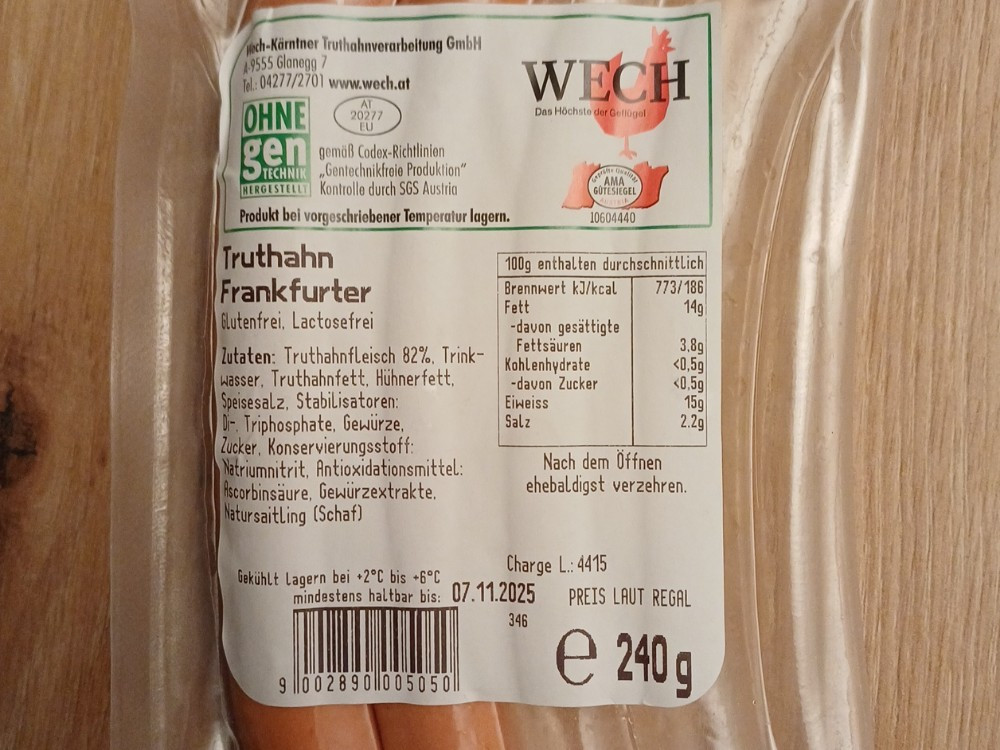 Wech-Kärntner Truthahnverarbeitung GmbH
A-9555 Glanegg 7
Tel.: 04277/2701 www.wech.at
OHNE
gen
TECHNIK
HERGESTELLT
AT
20277
EU
gemäß Codex-Richtlinien
„Gentechnikfreie Produktion"
Kontrolle durch SGS Austria
Produkt bei vorgeschriebener Temperatur lagern.
WECH
Das Höchste der Geflügel
AMA
GÜTESIEGEL
AUSTRIA
10604440
Truthahn
Frankfurter
Glutenfrei, Lactosefrei
Zutaten: Truthahnfleisch 82%, Trink-
wasser, Truthahnfett, Hühnerfett,
Speisesalz, Stabilisatoren:
Di-, Triphosphate, Gewürze,
Zucker, Konservierungsstoff:
Natriumnitrit, Antioxidationsmittel:
Ascorbinsäure, Gewürzextrakte,
Natursaitling (Schaf)
100g enthalten durchschnittlich
Brennwert kJ/kcal 773/186
Fett 14g
-davon gesättigte
Fettsäuren 3,8g
Kohlenhydrate <0,5g
-davon Zucker <0,5g
Eiweiss 15g
Salz 2.2g
Nach dem Öffnen
ehebaldigst verzehren.
Charge L.: 4415
Gekühlt lagern bei +2°C bis +6°C
mindestens haltbar bis: 07.11.2025
PREIS LAUT REGAL
346
e 240g
9 002890 005050